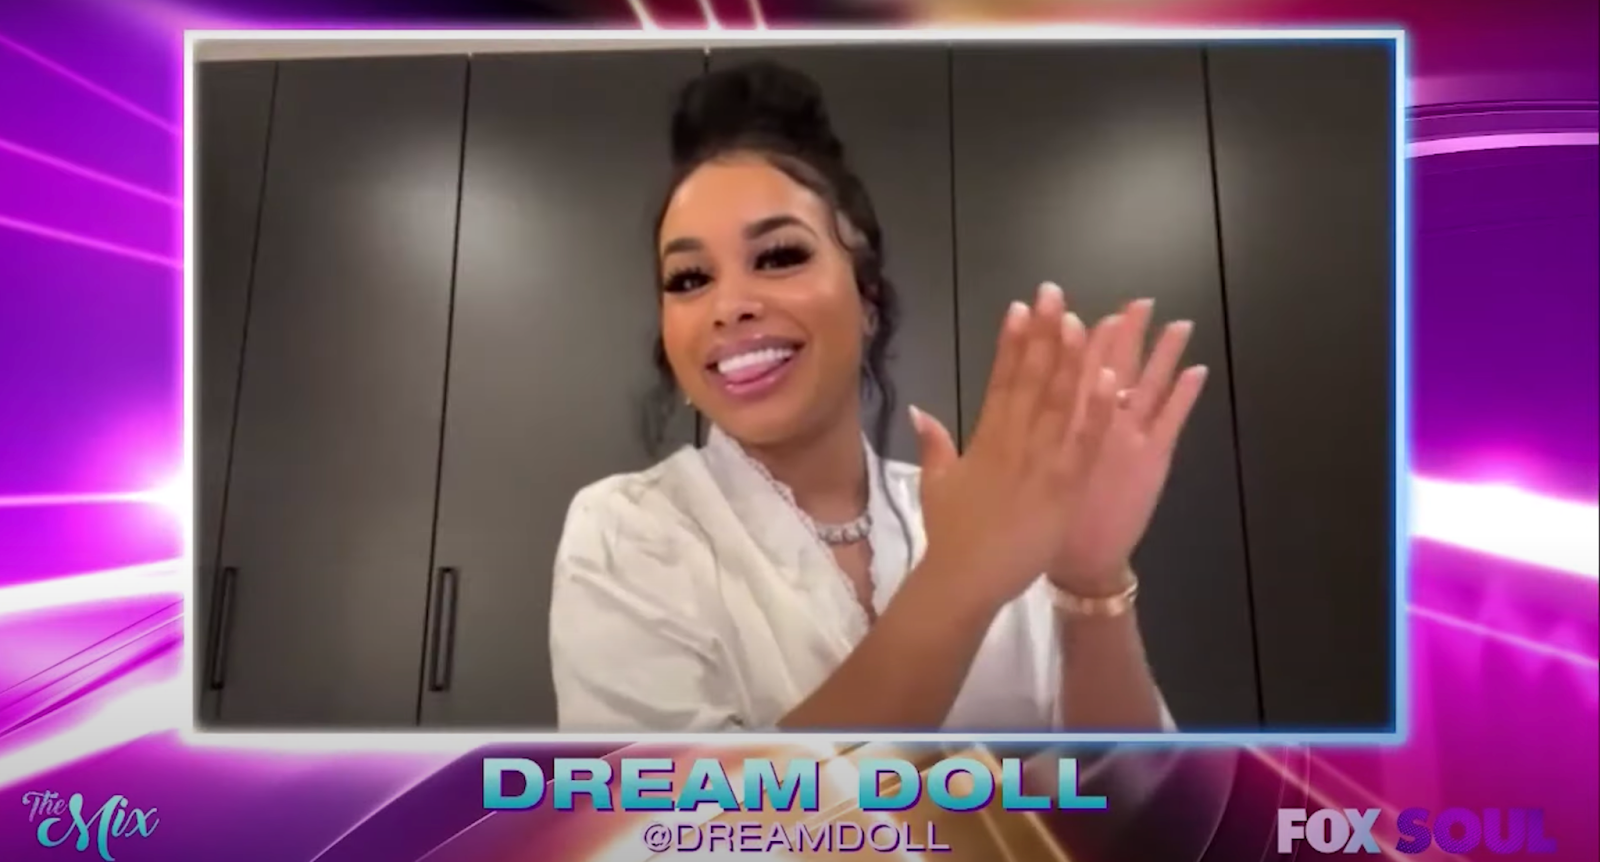 DREAM DOLL
@DREAMDOLL
The Mix
FOX SOUL